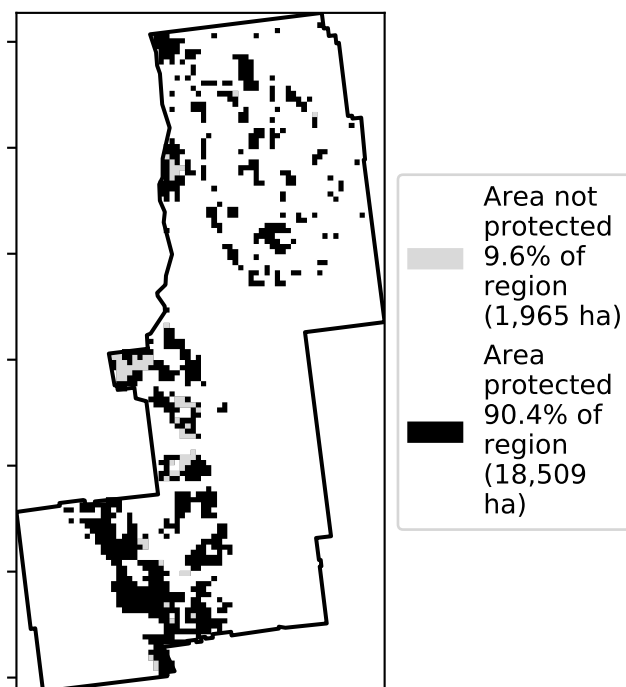 Area not
protected
9.6% of
region
(1,965 ha)
Area
protected
90.4% of
region
(18,509
ha)